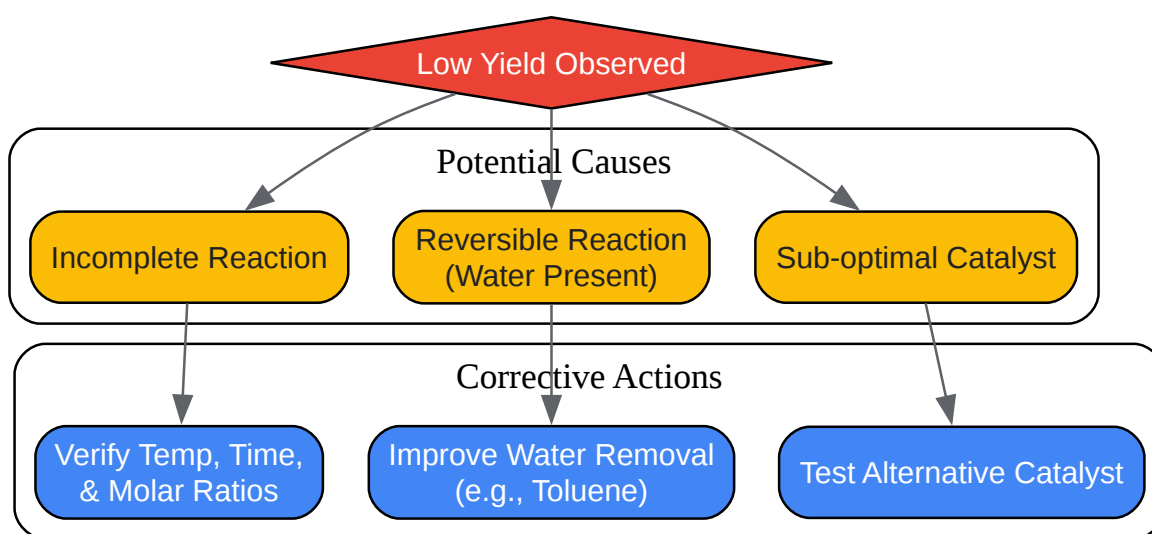 Low Yield Observed
Potential Causes
Incomplete Reaction
Reversible Reaction
(Water Present)
Sub-optimal Catalyst
Corrective Actions
Verify Temp, Time,
& Molar Ratios
Improve Water Removal
(e.g., Toluene)
Test Alternative Catalyst